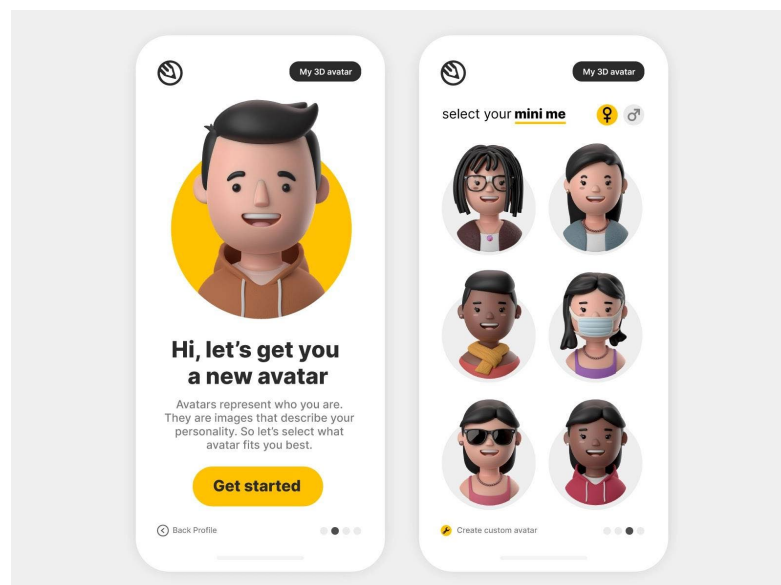 My 3D avatar
Hi, let's get you
a new avatar
Avatars represent who you are.
They are images that describe your
personality. So let's select what
avatar fits you best.
Get started
Back Profile
My 3D avatar
select your mini me
Create custom avatar